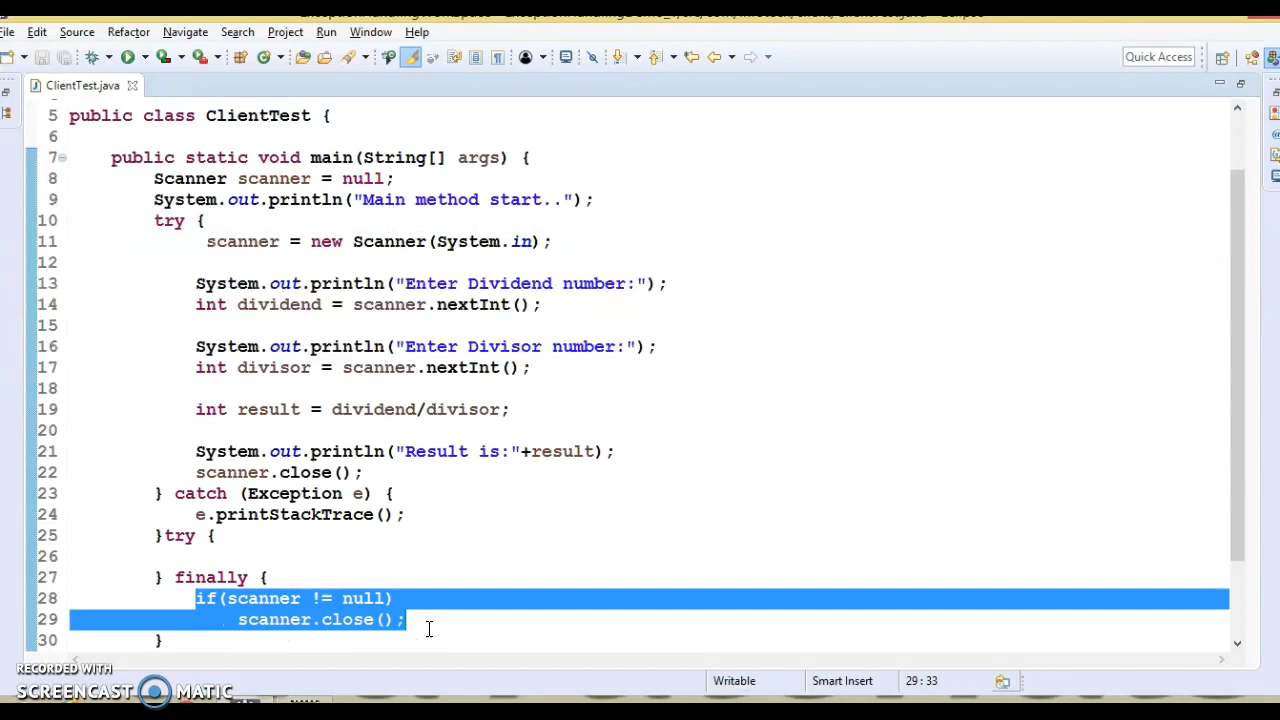 File Edit Source Refactor Navigate Search Project Run Window Help
Quick Access
ClientTest.java
5 public class ClientTest {
6
7 public static void main(String[] args) {
8 Scanner scanner = null;
9 System.out.println("Main method start..");
10 try {
11 scanner = new Scanner(System.in);
12
13 System.out.println("Enter Dividend number:");
14 int dividend = scanner.nextInt();
15
16 System.out.println("Enter Divisor number:");
17 int divisor = scanner.nextInt();
18
19 int result = dividend/divisor;
20
21 System.out.println("Result is:"+result);
22 scanner.close();
23 } catch (Exception e) {
24 e.printStackTrace();
25 }try {
26
27 } finally {
28 if(scanner != null)
29 scanner.close();
30 }
RECORDED WITH
SCREENCAST MATIC
Writable Smart Insert 29 : 33